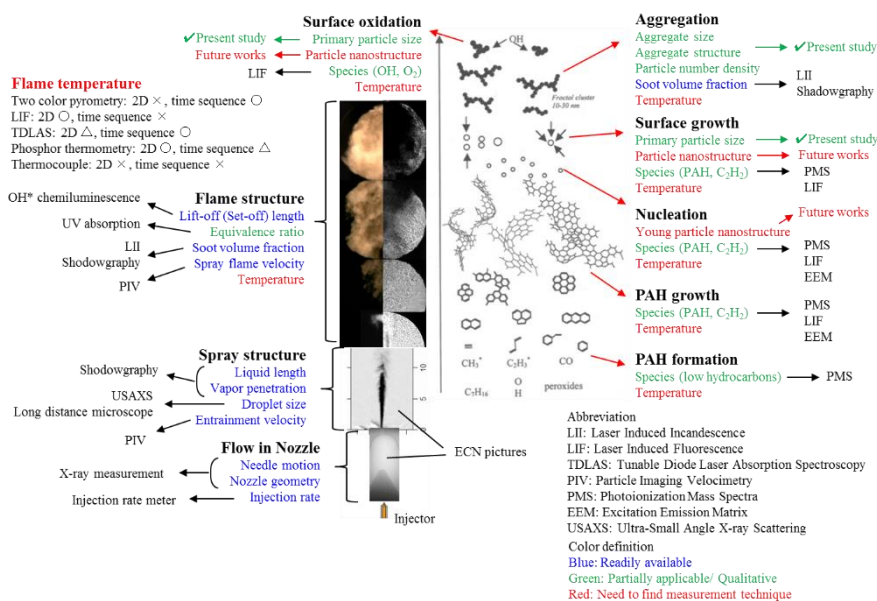 Surface oxidation
✔Present study
Primary particle size
Future works
Particle nanostructure
LIF
Species (OH, O₂)
Temperature
Flame temperature
Two color pyrometry: 2D ×, time sequence ○
LIF: 2D ○, time sequence ×
TDLAS: 2D △, time sequence ○
Phosphor thermometry: 2D ○, time sequence △
Thermocouple: 2D ×, time sequence ×
Flame structure
OH* chemiluminescence
Lift-off (Set-off) length
UV absorption
Equivalence ratio
LII
Soot volume fraction
Shodowgraphy
Spray flame velocity
PIV
Temperature
Spray structure
Shodowgraphy
Liquid length
Vapor penetration
USAXS
Droplet size
Long distance microscope
Entrainment velocity
PIV
10
5
0
Flow in Nozzle
Needle motion
X-ray measurement
Nozzle geometry
Injection rate meter
Injection rate
Injector
ECN pictures
OH
Fractal cluster
10-30 nm
CH₃*
C₂H₃*
CO
C₇H₁₆
O
H
peroxides
Aggregation
Aggregate size
Aggregate structure
✔Present study
Particle number density
Soot volume fraction
LII
Shadowgraphy
Temperature
Surface growth
Primary particle size
✔Present study
Particle nanostructure
Future works
Species (PAH, C₂H₂)
PMS
LIF
Temperature
Nucleation
Future works
Young particle nanostructure
Species (PAH, C₂H₂)
PMS
LIF
EEM
Temperature
PAH growth
Species (PAH, C₂H₂)
PMS
LIF
EEM
Temperature
PAH formation
Species (low hydrocarbons)
PMS
Temperature
Abbreviation
LII: Laser Induced Incandescence
LIF: Laser Induced Fluorescence
TDLAS: Tunable Diode Laser Absorption Spectroscopy
PIV: Particle Imaging Velocimetry
PMS: Photoionization Mass Spectra
EEM: Excitation Emission Matrix
USAXS: Ultra-Small Angle X-ray Scattering
Color definition
Blue: Readily available
Green: Partially applicable/ Qualitative
Red: Need to find measurement technique